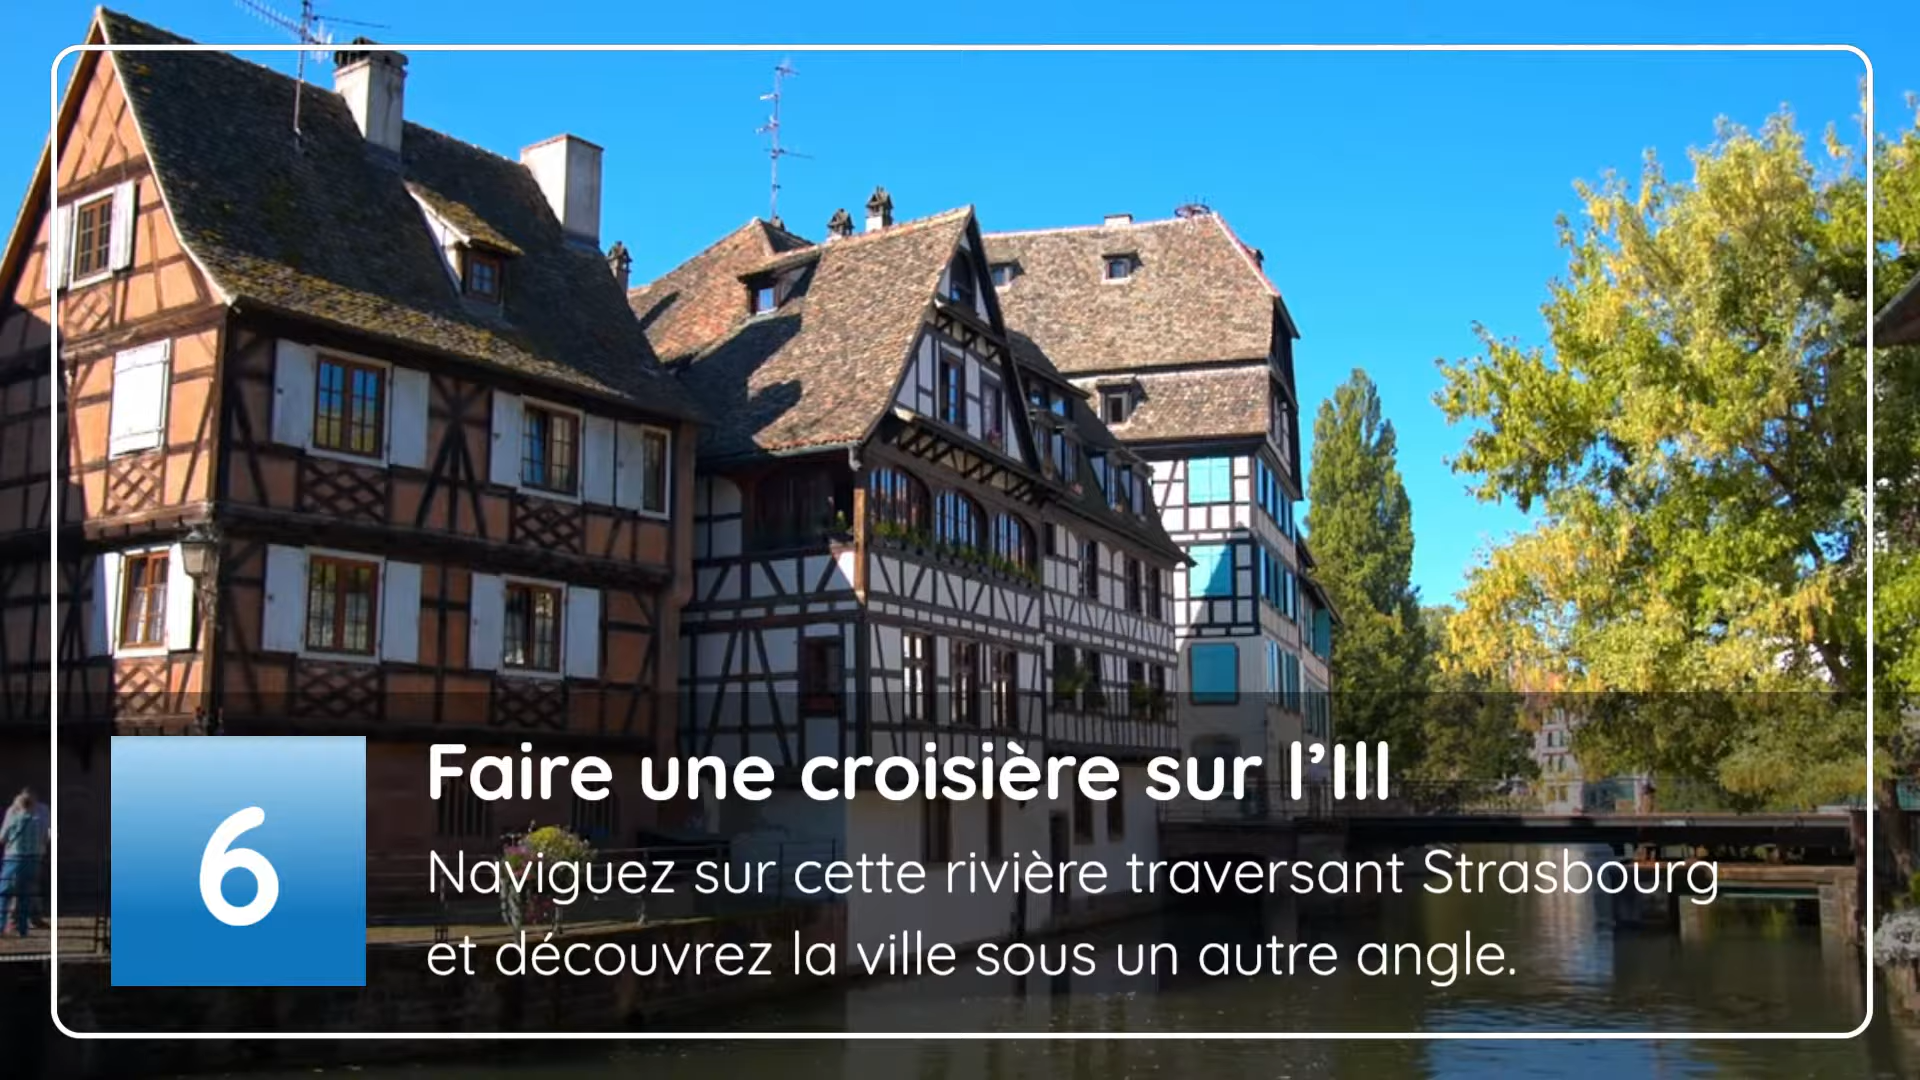 6
Faire une croisière sur l’Ill
Naviguez sur cette rivière traversant Strasbourg
et découvrez la ville sous un autre angle.